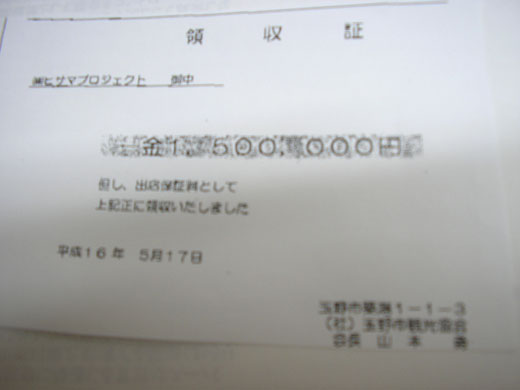 領収証
㈱ヒサマプロジェクト 御中
金1,500,000円
但し、出店保証料として
上記正に領収いたしました
平成16年 5月17日
玉野市築港1-1-3
(社)玉野市観光協会
会長 山本